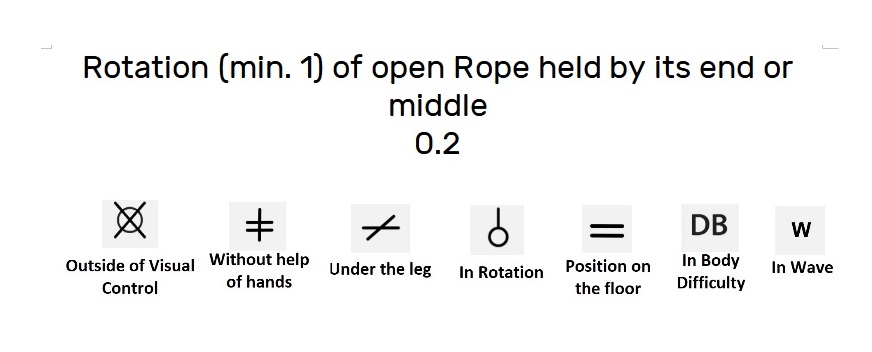 Rotation (min. 1) of open Rope held by its end or
middle
0.2
DB
W
Outside of Visual
Control
Without help
of hands
Under the leg
In Rotation
Position on
the floor
In Body
Difficulty
In Wave